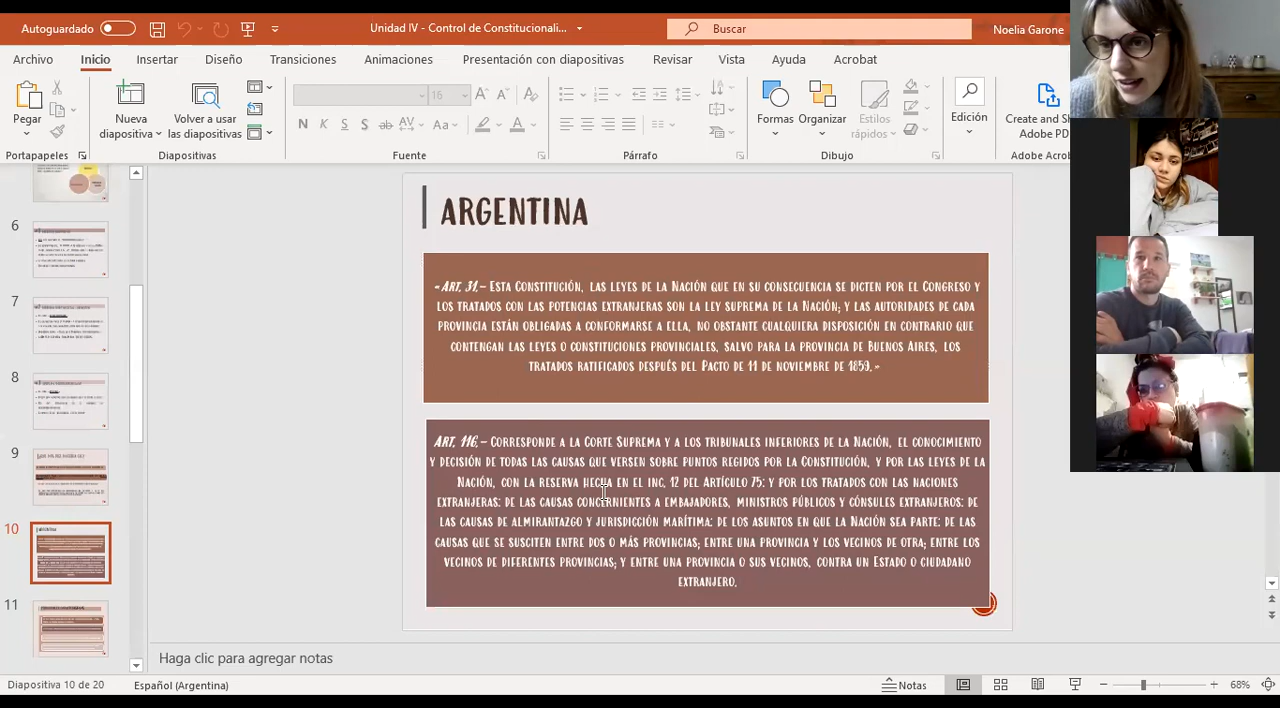 Autoguardado
Unidad IV - Control de Constitucionali...
Buscar
Noelia Garone
Archivo Inicio Insertar Diseño Transiciones Animaciones Presentación con diapositivas Revisar Vista Ayuda Acrobat
16
Pegar
Nueva diapositiva
Volver a usar las diapositivas
N K S ab AV Aa A
Formas Organizar Estilos rápidos
Edición
Create and Sh
Adobe PD
Portapapeles Diapositivas Fuente Párrafo Dibujo Adobe Acroba
6
7
8
9
10
11
ARGENTINA
«Art. 31.- Esta Constitución, las leyes de la Nación que en su consecuencia se dicten por el Congreso y
los tratados con las potencias extranjeras son la ley suprema de la Nación; y las autoridades de cada
provincia están obligadas a conformarse a ella, no obstante cualquiera disposición en contrario que
contengan las leyes o constituciones provinciales, salvo para la provincia de Buenos Aires, los
tratados ratificados después del Pacto de 11 de noviembre de 1859.»
Art. 116.- Corresponde a la Corte Suprema y a los tribunales inferiores de la Nación, el conocimiento
y decisión de todas las causas que versen sobre puntos regidos por la Constitución, y por las leyes de la
Nación, con la reserva hecha en el inc. 12 del Artículo 75: y por los tratados con las naciones
extranjeras: de las causas concernientes a embajadores, ministros públicos y cónsules extranjeros: de
las causas de almirantazgo y jurisdicción marítima: de los asuntos en que la Nación sea parte: de las
causas que se susciten entre dos o más provincias; entre una provincia y los vecinos de otra; entre los
vecinos de diferentes provincias; y entre una provincia o sus vecinos, contra un Estado o ciudadano
extranjero.
Haga clic para agregar notas
Diapositiva 10 de 20 Español (Argentina) Notas 68%